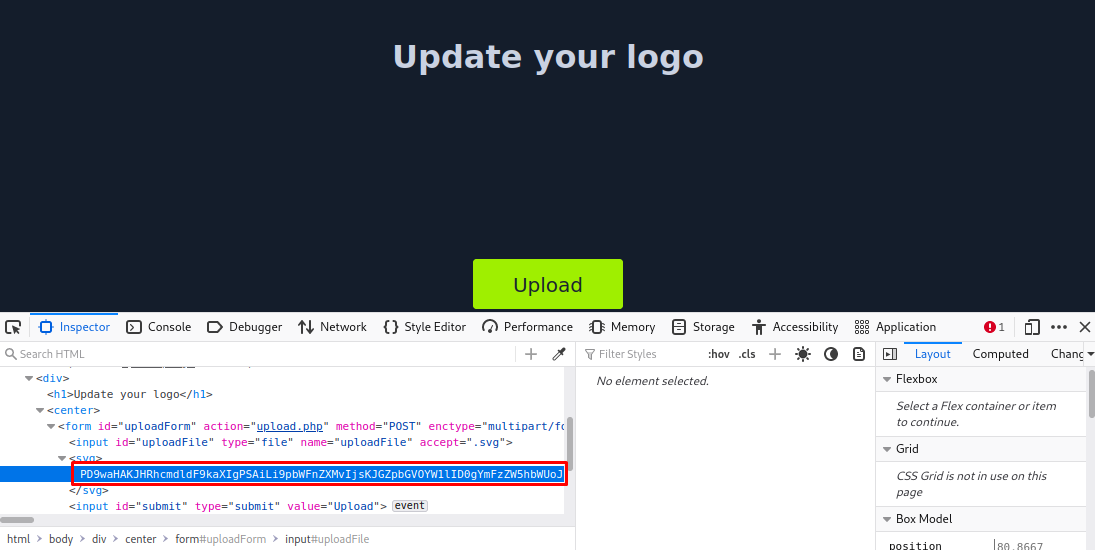 Update your logo
Upload
Inspector Console Debugger Network Style Editor Performance Memory Storage Accessibility Application 1
Search HTML
Filter Styles :hov .cls
Layout Computed Chang
<div>
<h1>Update your logo</h1>
<center>
<form id="uploadForm" action="upload.php" method="POST" enctype="multipart/fo
<input id="uploadFile" type="file" name="uploadFile" accept=".svg">
<svg>
PD9waHAKJHRhcmdldF9kaXIgPSAiLi9pbWFnZXMvIjsKJGZpbGVOYW1lID0gYmFzZW5hbWUoJ
</svg>
<input id="submit" type="submit" value="Upload"> event
html > body > div > center > form#uploadForm > input#uploadFile
No element selected.
Flexbox
Select a Flex container or item
to continue.
Grid
CSS Grid is not in use on this
page
Box Model
position 80.8667